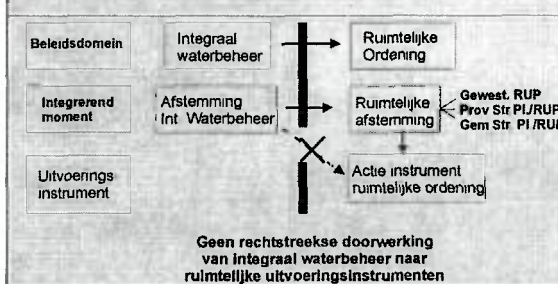 Beleidsdomein
Integraal
waterbeheer
Ruimtelijke
Ordening
Integrerend
moment
Afstemming
Int. Waterbeheer
Ruimtelijke
afstemming
Gewest. RUP
Prov Str Pl./RUP
Gem Str Pl /RUP
Uitvoerings
instrument
Actie instrument
ruimtelijke ordening
Geen rechtstreekse doorwerking
van integraal waterbeheer naar
ruimtelijke uitvoeringsinstrumenten